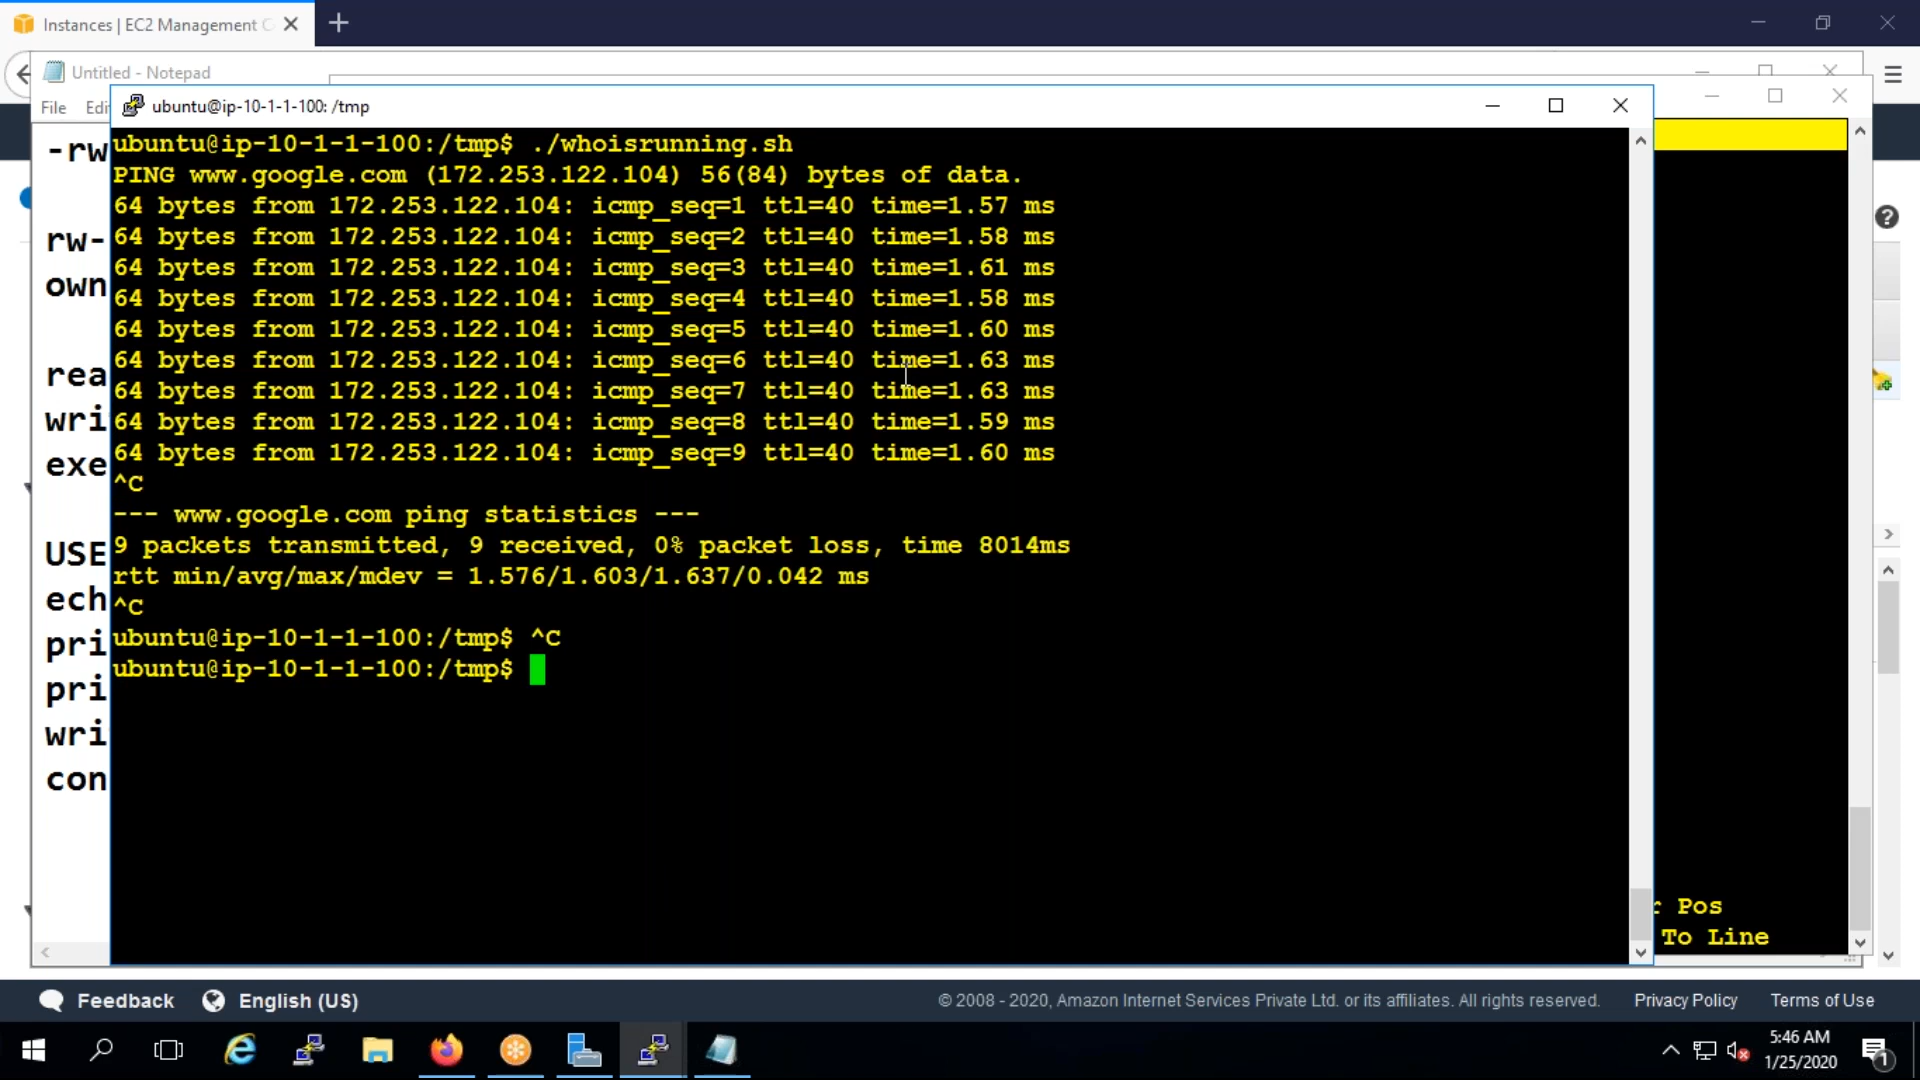 Instances | EC2 Management C
Untitled - Notepad
File Edi
ubuntu@ip-10-1-1-100: /tmp
-rw
rw-
own
rea
wri
exe
USE
ech
pri
pri
wri
con
ubuntu@ip-10-1-1-100:/tmp$ ./whoisrunning.sh
PING www.google.com (172.253.122.104) 56(84) bytes of data.
64 bytes from 172.253.122.104: icmp_seq=1 ttl=40 time=1.57 ms
64 bytes from 172.253.122.104: icmp_seq=2 ttl=40 time=1.58 ms
64 bytes from 172.253.122.104: icmp_seq=3 ttl=40 time=1.61 ms
64 bytes from 172.253.122.104: icmp_seq=4 ttl=40 time=1.58 ms
64 bytes from 172.253.122.104: icmp_seq=5 ttl=40 time=1.60 ms
64 bytes from 172.253.122.104: icmp_seq=6 ttl=40 time=1.63 ms
64 bytes from 172.253.122.104: icmp_seq=7 ttl=40 time=1.63 ms
64 bytes from 172.253.122.104: icmp_seq=8 ttl=40 time=1.59 ms
64 bytes from 172.253.122.104: icmp_seq=9 ttl=40 time=1.60 ms
^C
--- www.google.com ping statistics ---
9 packets transmitted, 9 received, 0% packet loss, time 8014ms
rtt min/avg/max/mdev = 1.576/1.603/1.637/0.042 ms
^C
ubuntu@ip-10-1-1-100:/tmp$ ^C
ubuntu@ip-10-1-1-100:/tmp$
r Pos
To Line
Feedback English (US) © 2008 - 2020, Amazon Internet Services Private Ltd. or its affiliates. All rights reserved. Privacy Policy Terms of Use
5:46 AM
1/25/2020
1